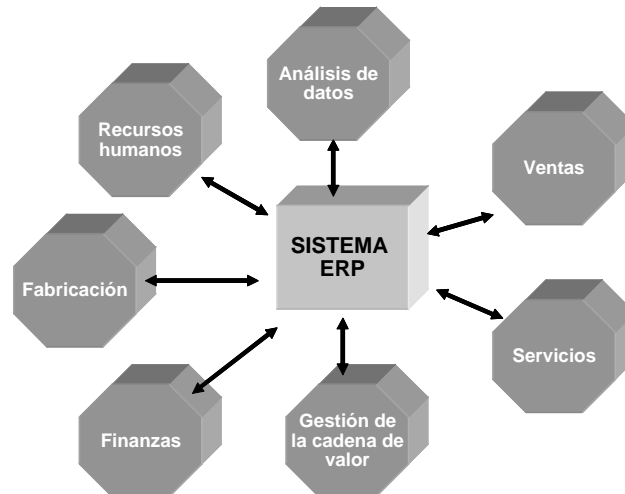 Análisis de
datos
Recursos
humanos
Ventas
SISTEMA
ERP
Fabricación
Servicios
Finanzas
Gestión de
la cadena de
valor